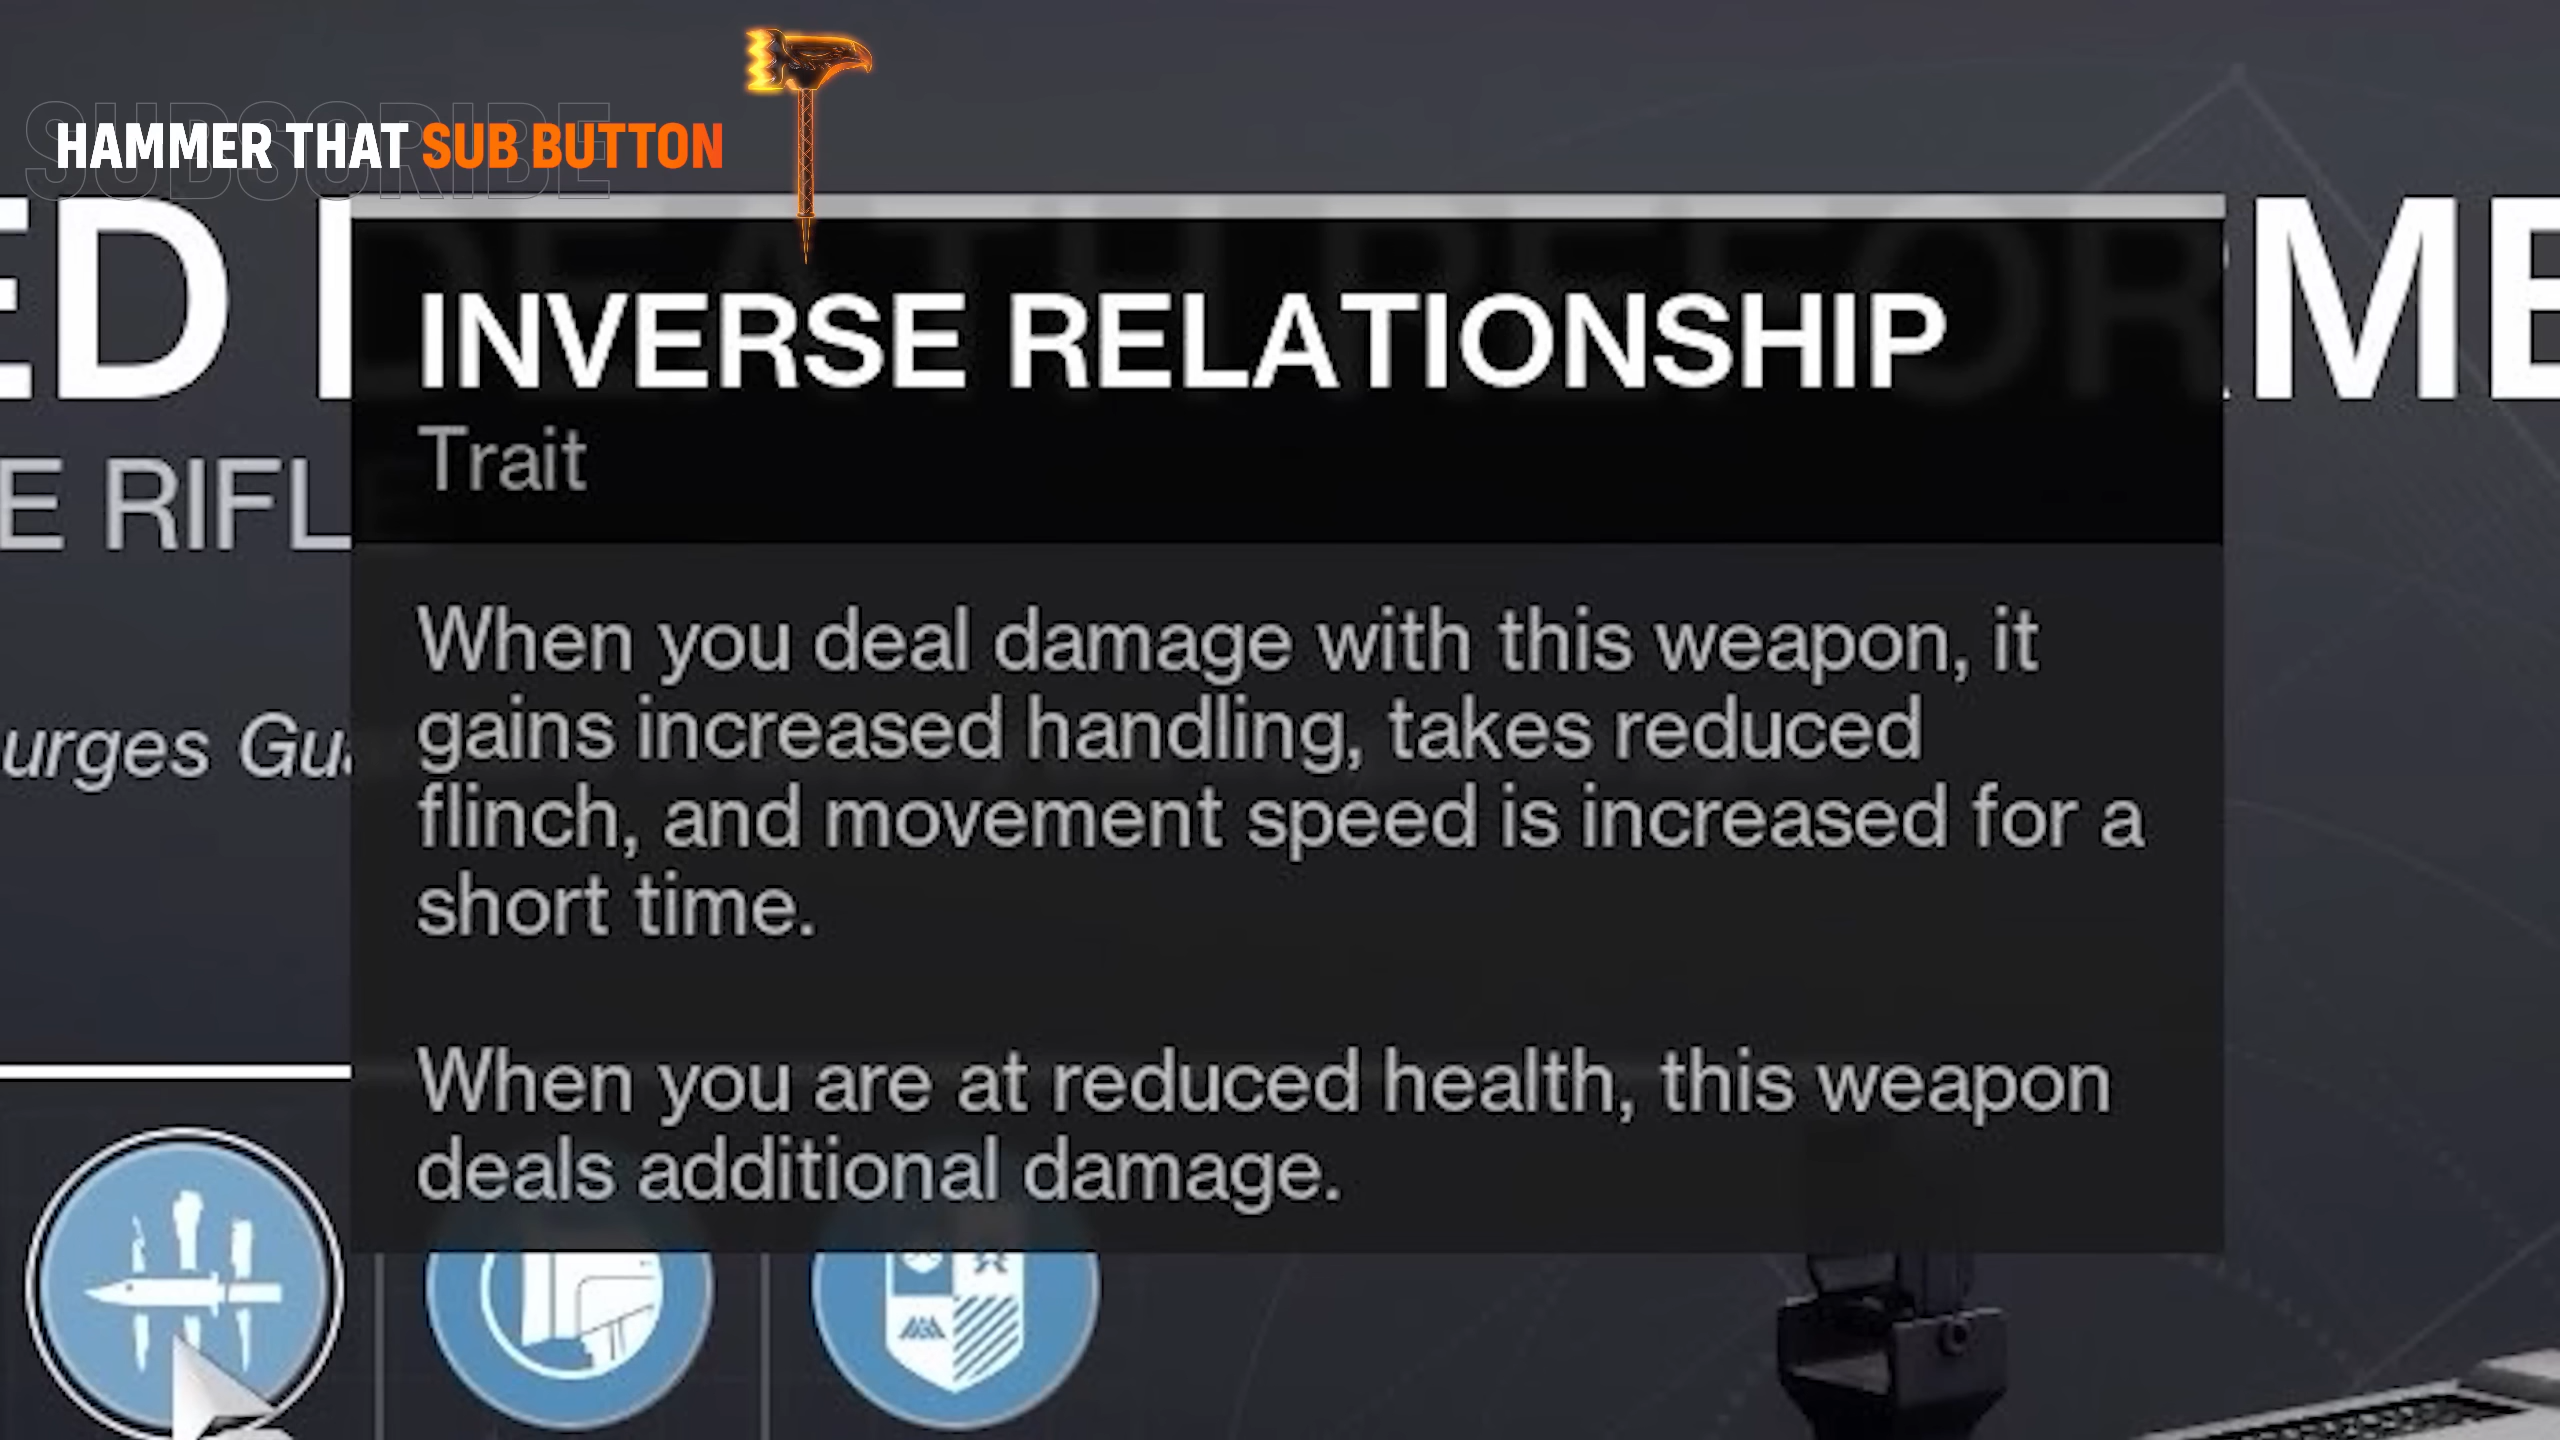 SUBSCRIBE
HAMMER THAT SUB BUTTON
INVERSE RELATIONSHIP
Trait
E RIFL
urges Gu
When you deal damage with this weapon, it
gains increased handling, takes reduced
flinch, and movement speed is increased for a
short time.
When you are at reduced health, this weapon
deals additional damage.